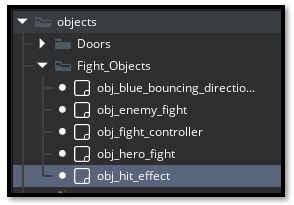 objects
Doors
Fight_Objects
obj_blue_bouncing_directio...
obj_enemy_fight
obj_fight_controller
obj_hero_fight
obj_hit_effect